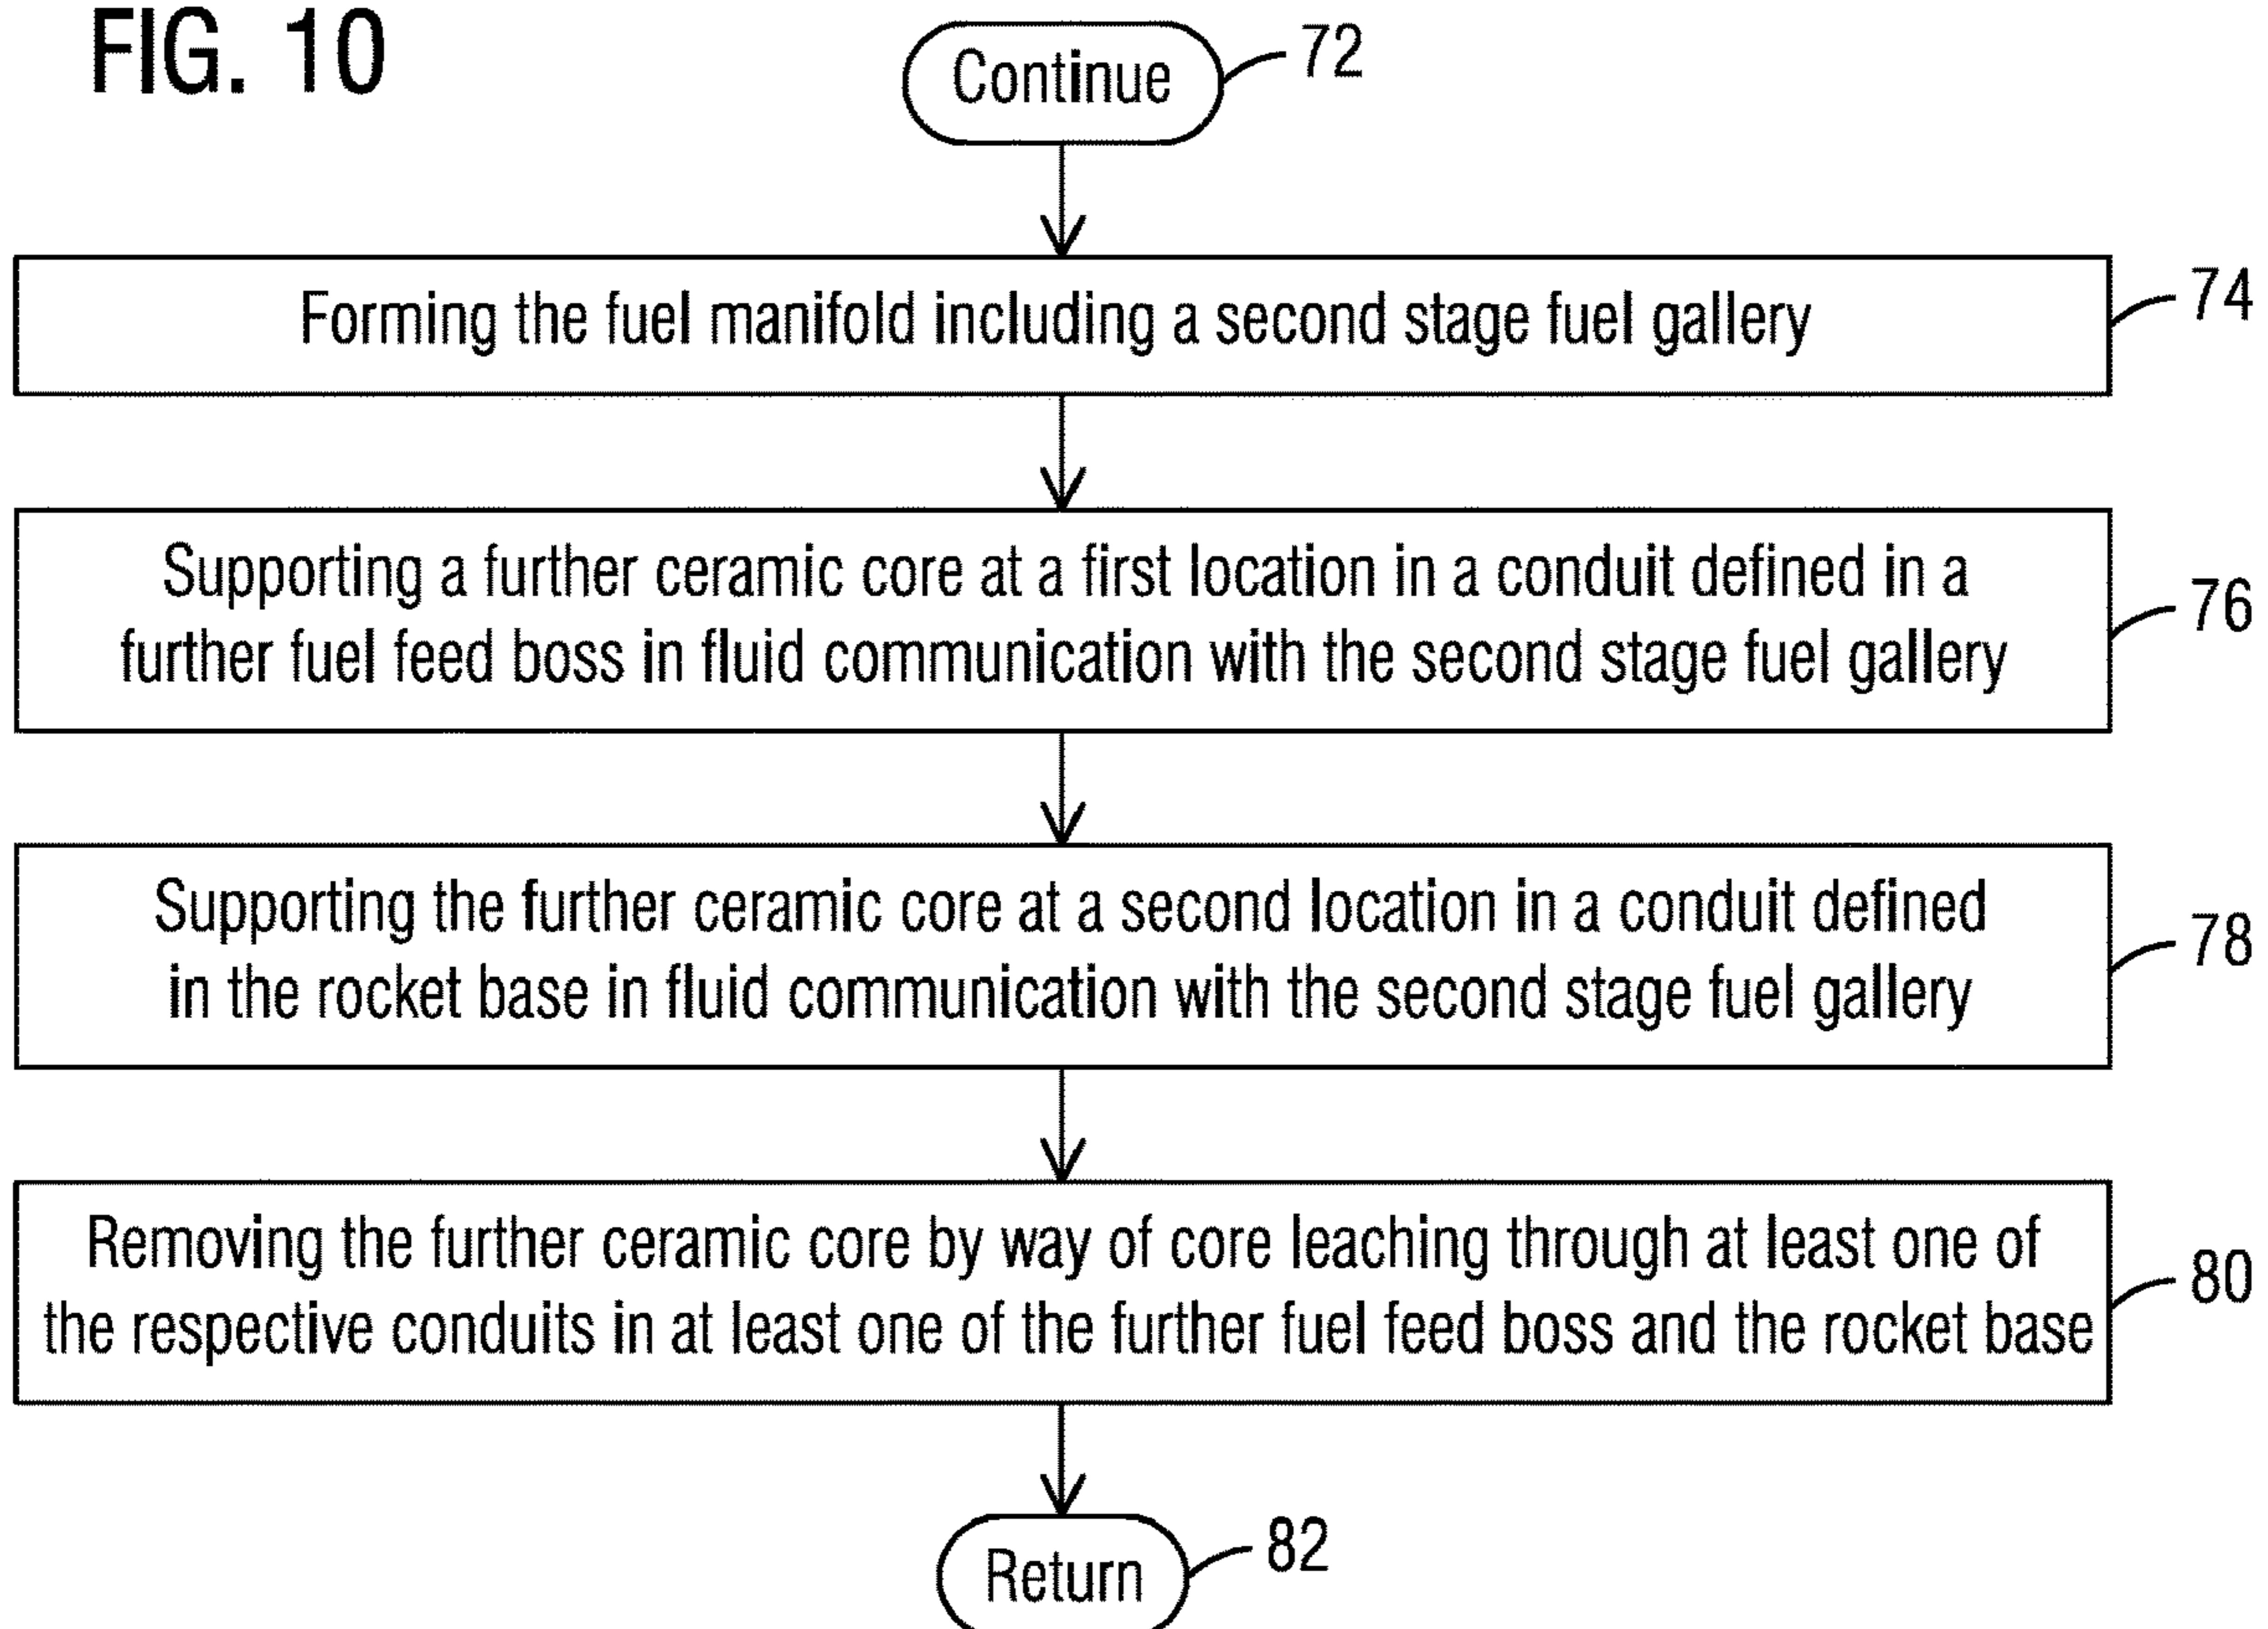 FIG. 10
Continue
72
Forming the fuel manifold including a second stage fuel gallery
74
Supporting a further ceramic core at a first location in a conduit defined in a
further fuel feed boss in fluid communication with the second stage fuel gallery
76
Supporting the further ceramic core at a second location in a conduit defined
in the rocket base in fluid communication with the second stage fuel gallery
78
Removing the further ceramic core by way of core leaching through at least one of
the respective conduits in at least one of the further fuel feed boss and the rocket base
80
Return
82